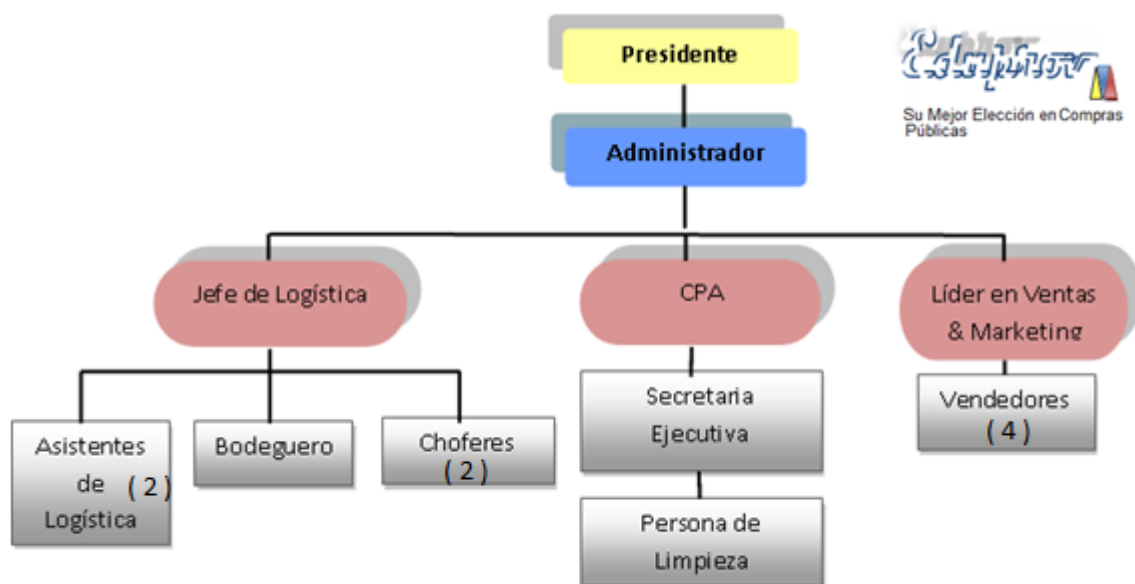 Presidente
Su Mejor Elección en Compras
Públicas
Administrador
Jefe de Logística
CPA
Líder en Ventas
& Marketing
Asistentes
de ( 2 )
Logística
Bodeguero
Choferes
( 2 )
Secretaria
Ejecutiva
Persona de
Limpieza
Vendedores
( 4 )